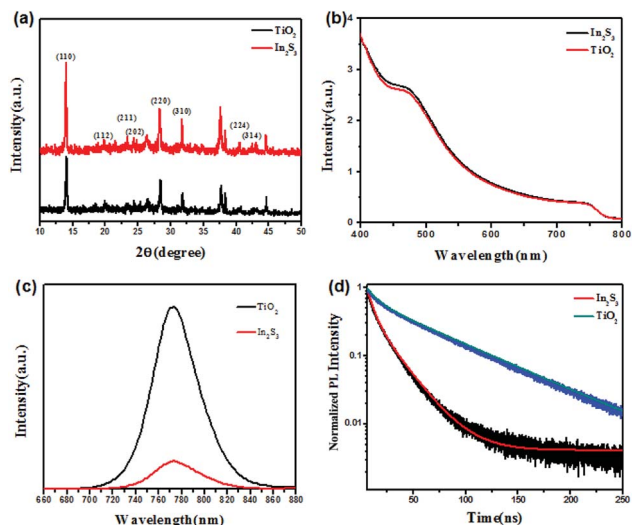 (a)
TiO₂
In₂S₃
(110)
(112)
(211)
(202)
(220)
(310)
(224)
(314)
Intensity(a.u.)
10 15 20 25 30 35 40 45 50
2θ(degree)
(b)
In₂S₃
TiO₂
Intensity(a.u.)
4
3
2
1
0
400 500 600 700 800
Wavelength(nm)
(c)
TiO₂
In₂S₃
Intensity(a.u.)
660 680 700 720 740 760 780 800 820 840 860 880
Wavelength(nm)
(d)
In₂S₃
TiO₂
Normalized PL Intensity
1
0.1
0.01
50 100 150 200 250
Time(ns)